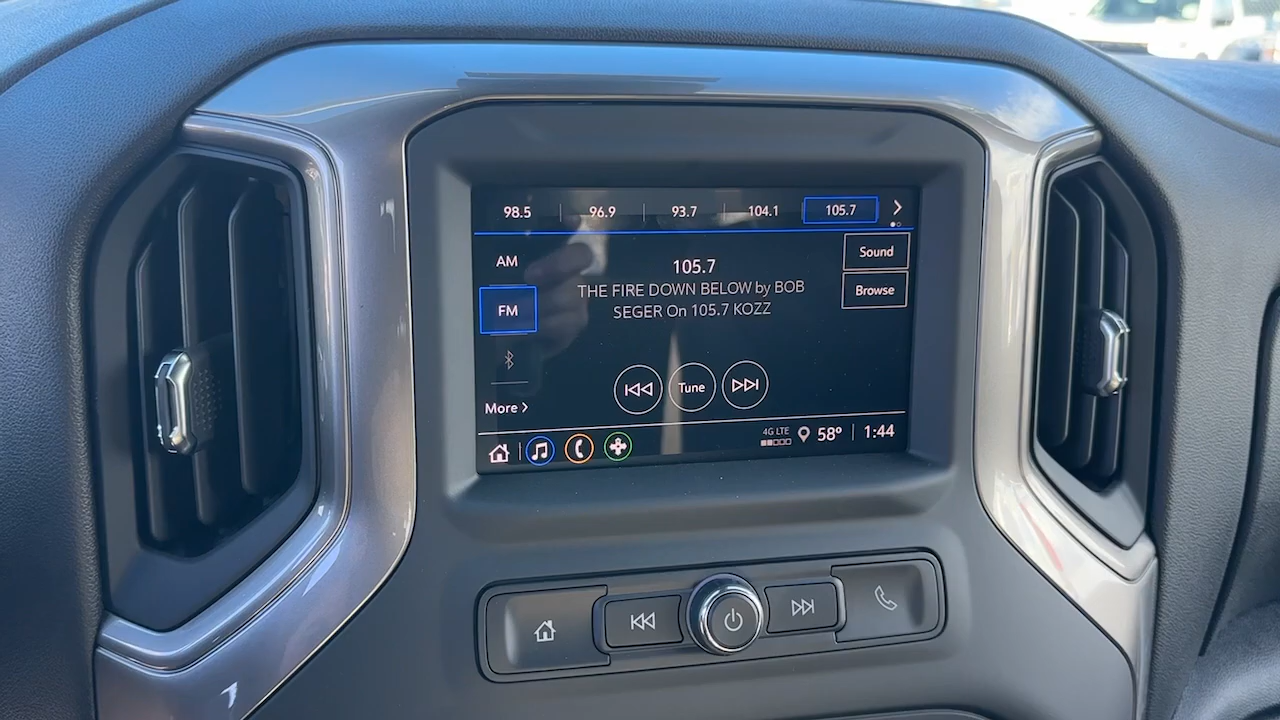 98.5 96.9 93.7 104.1 105.7
AM
FM
More
105.7
THE FIRE DOWN BELOW by BOB
SEGER On 105.7 KOZZ
Sound
Browse
Tune
4G LTE
58° 1:44